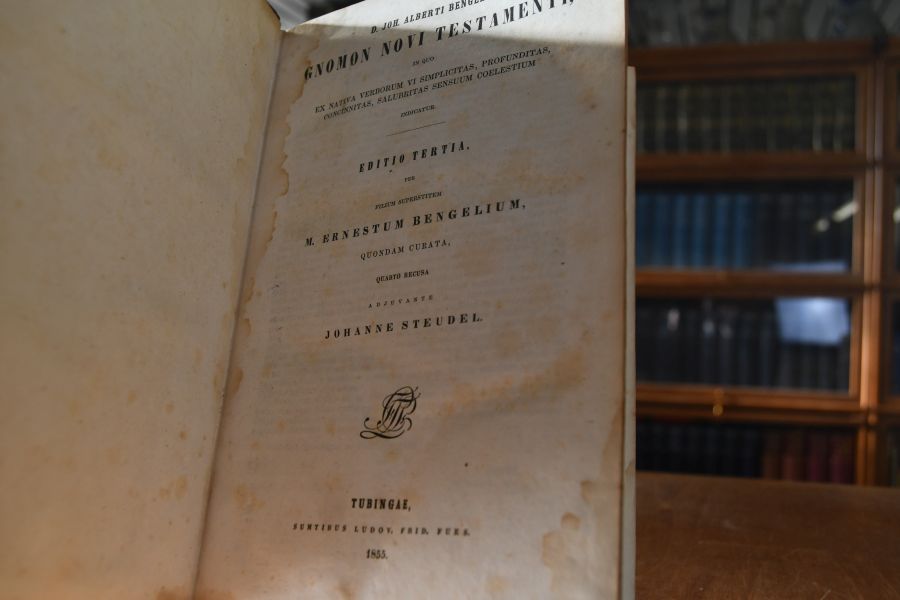 D. JOH. ALBERTI
GNOMON NOVI TESTAMENTI,
IN QUO
EX NATIVA VERBORUM VI SIMPLICITAS, PROFUNDITAS,
CONCINNITAS, SALUBRITAS SENSUUM COELESTIUM
INDICATUR.
EDITIO TERTIA,
PER
FILIUM SUPERSTITEM
M. ERNESTUM BENGELIUM,
QUONDAM CURATA,
QUARTO RECUSA
ADJUVANTE
JOHANNE STEUDEL.
TUBINGAE,
SUMTIBUS LUDOV. FRID. FUES.
1855.